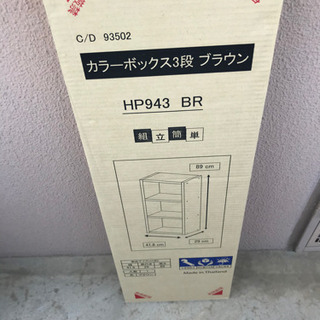 C/D 93502
カラーボックス3段 ブラウン
HP943 BR
組立簡単
89 cm
41.8 cm
29 cm
Made in Thailand